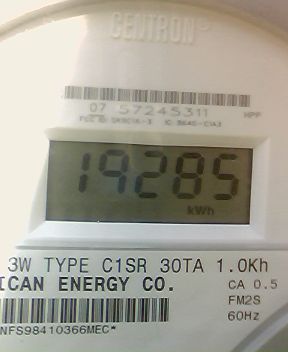 CENTRON®
07 57245311 HPP
19285
kWh
3W TYPE C1SR 30TA 1.0Kh
ICAN ENERGY CO. CA 0.5
FM2S
NFS98410366MEC* 60Hz